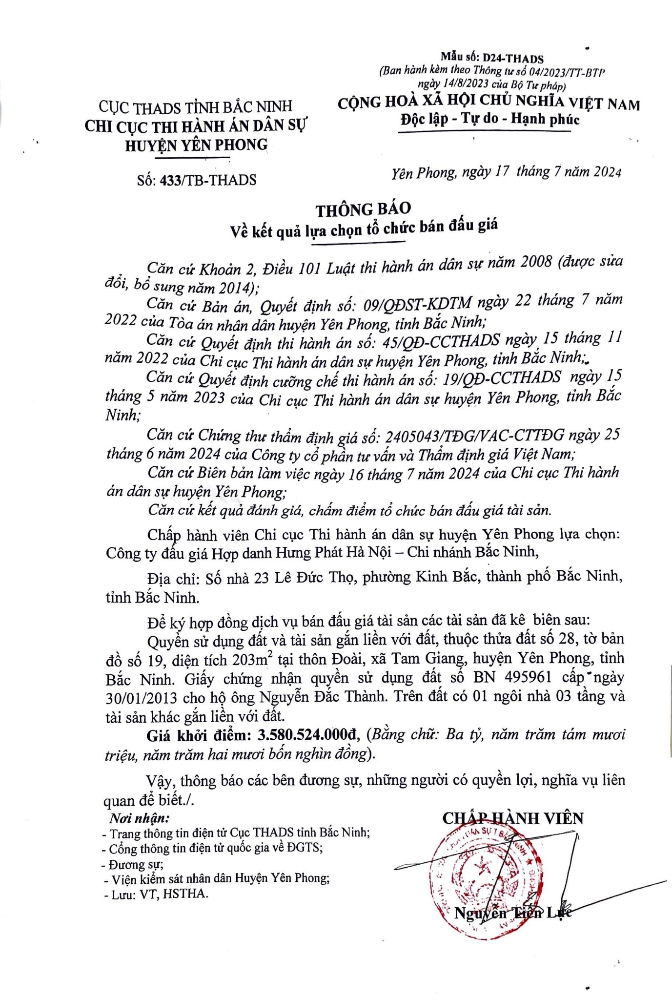 Mẫu số: D24-THADS
(Ban hành kèm theo Thông tư số 04/2023/TT-BTP
ngày 14/8/2023 của Bộ Tư pháp)
CỤC THADS TỈNH BẮC NINH
CHI CỤC THI HÀNH ÁN DÂN SỰ
HUYỆN YÊN PHONG
CỘNG HOÀ XÃ HỘI CHỦ NGHĨA VIỆT NAM
Độc lập - Tự do - Hạnh phúc
Số: 433/TB-THADS
Yên Phong, ngày 17 tháng 7 năm 2024
THÔNG BÁO
Về kết quả lựa chọn tổ chức bán đấu giá
Căn cứ Khoản 2, Điều 101 Luật thi hành án dân sự năm 2008 (được sửa
đổi, bổ sung năm 2014);
Căn cứ Bản án, Quyết định số: 09/QĐST-KDTM ngày 22 tháng 7 năm
2022 của Tòa án nhân dân huyện Yên Phong, tỉnh Bắc Ninh;
Căn cứ Quyết định thi hành án số: 45/QĐ-CCTHADS ngày 15 tháng 11
năm 2022 của Chi cục Thi hành án dân sự huyện Yên Phong, tỉnh Bắc Ninh;
Căn cứ Quyết định cưỡng chế thi hành án số: 19/QĐ-CCTHADS ngày 15
tháng 5 năm 2023 của Chi cục Thi hành án dân sự huyện Yên Phong, tỉnh Bắc
Ninh;
Căn cứ Chứng thư thẩm định giá số: 2405043/TĐG/VAC-CTTĐG ngày 25
tháng 6 năm 2024 của Công ty cổ phần tư vấn và Thẩm định giá Việt Nam;
Căn cứ Biên bản làm việc ngày 16 tháng 7 năm 2024 của Chi cục Thi hành
án dân sự huyện Yên Phong;
Căn cứ kết quả đánh giá, chấm điểm tổ chức bán đấu giá tài sản.
Chấp hành viên Chi cục Thi hành án dân sự huyện Yên Phong lựa chọn:
Công ty đấu giá Hợp danh Hưng Phát Hà Nội – Chi nhánh Bắc Ninh,
Địa chỉ: Số nhà 23 Lê Đức Thọ, phường Kinh Bắc, thành phố Bắc Ninh,
tỉnh Bắc Ninh.
Để ký hợp đồng dịch vụ bán đấu giá tài sản các tài sản đã kê biên sau:
Quyền sử dụng đất và tài sản gắn liền với đất, thuộc thửa đất số 28, tờ bản
đồ số 19, diện tích 203m² tại thôn Đoài, xã Tam Giang, huyện Yên Phong, tỉnh
Bắc Ninh. Giấy chứng nhận quyền sử dụng đất số BN 495961 cấp ngày
30/01/2013 cho hộ ông Nguyễn Đắc Thành. Trên đất có 01 ngôi nhà 03 tầng và
tài sản khác gắn liền với đất.
Giá khởi điểm: 3.580.524.000đ, (Bằng chữ: Ba tỷ, năm trăm tám mươi
triệu, năm trăm hai mươi bốn nghìn đồng).
Vậy, thông báo các bên đương sự, những người có quyền lợi, nghĩa vụ liên
quan để biết./.
Nơi nhận:
- Trang thông tin điện tử Cục THADS tỉnh Bắc Ninh;
- Cổng thông tin điện tử quốc gia về ĐGTS;
- Đương sự;
- Viện kiểm sát nhân dân Huyện Yên Phong;
- Lưu: VT, HSTHA.
CHẤP HÀNH VIÊN
Nguyễn Tiến Lực